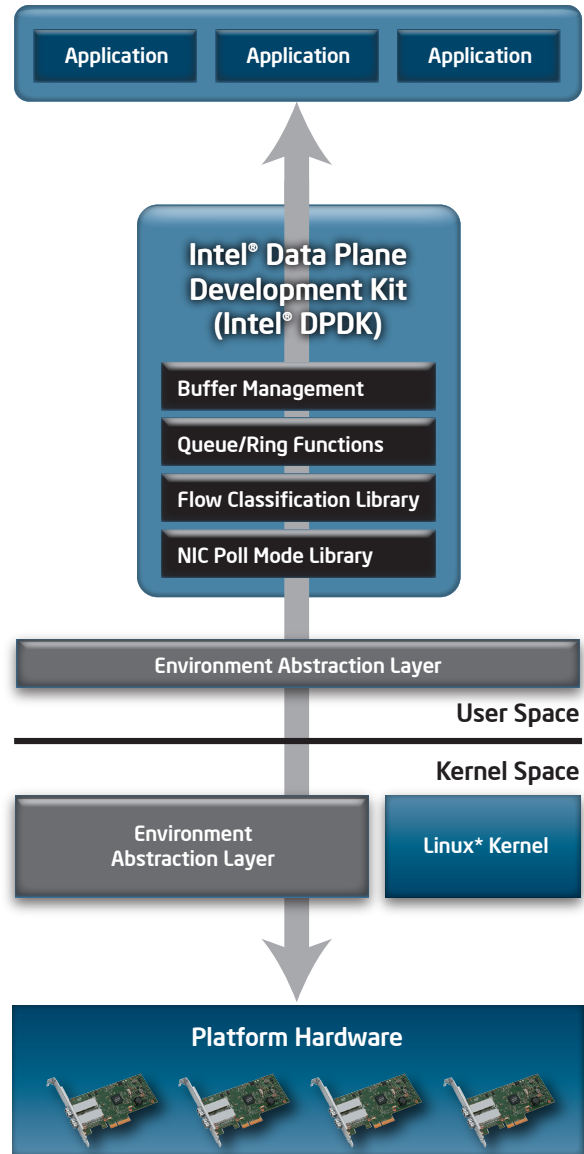 Application
Application
Application
Intel® Data Plane
Development Kit
(Intel® DPDK)
Buffer Management
Queue/Ring Functions
Flow Classification Library
NIC Poll Mode Library
Environment Abstraction Layer
User Space
Kernel Space
Environment
Abstraction Layer
Linux* Kernel
Platform Hardware